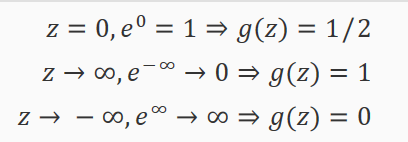 z = 0, e⁰ = 1 ⇒ g(z) = 1/2
z → ∞, e⁻∞ → 0 ⇒ g(z) = 1
z → − ∞, e^∞ → ∞ ⇒ g(z) = 0